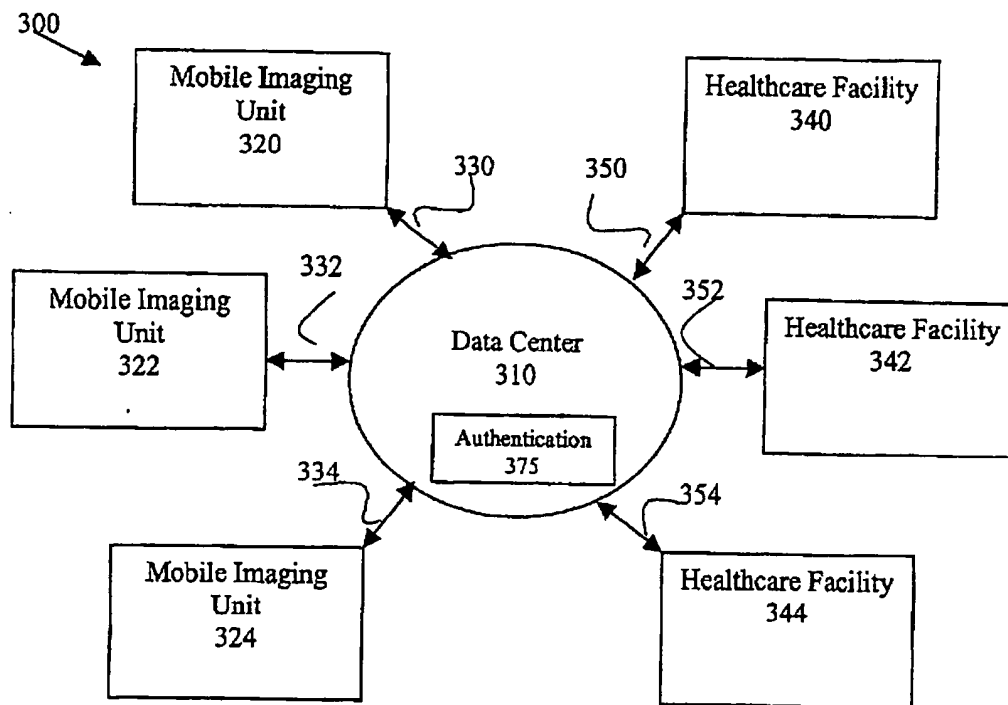 300
Mobile Imaging
Unit
320
Healthcare Facility
340
330
350
332
352
Mobile Imaging
Unit
322
Data Center
310
Healthcare Facility
342
Authentication
375
334
354
Mobile Imaging
Unit
324
Healthcare Facility
344